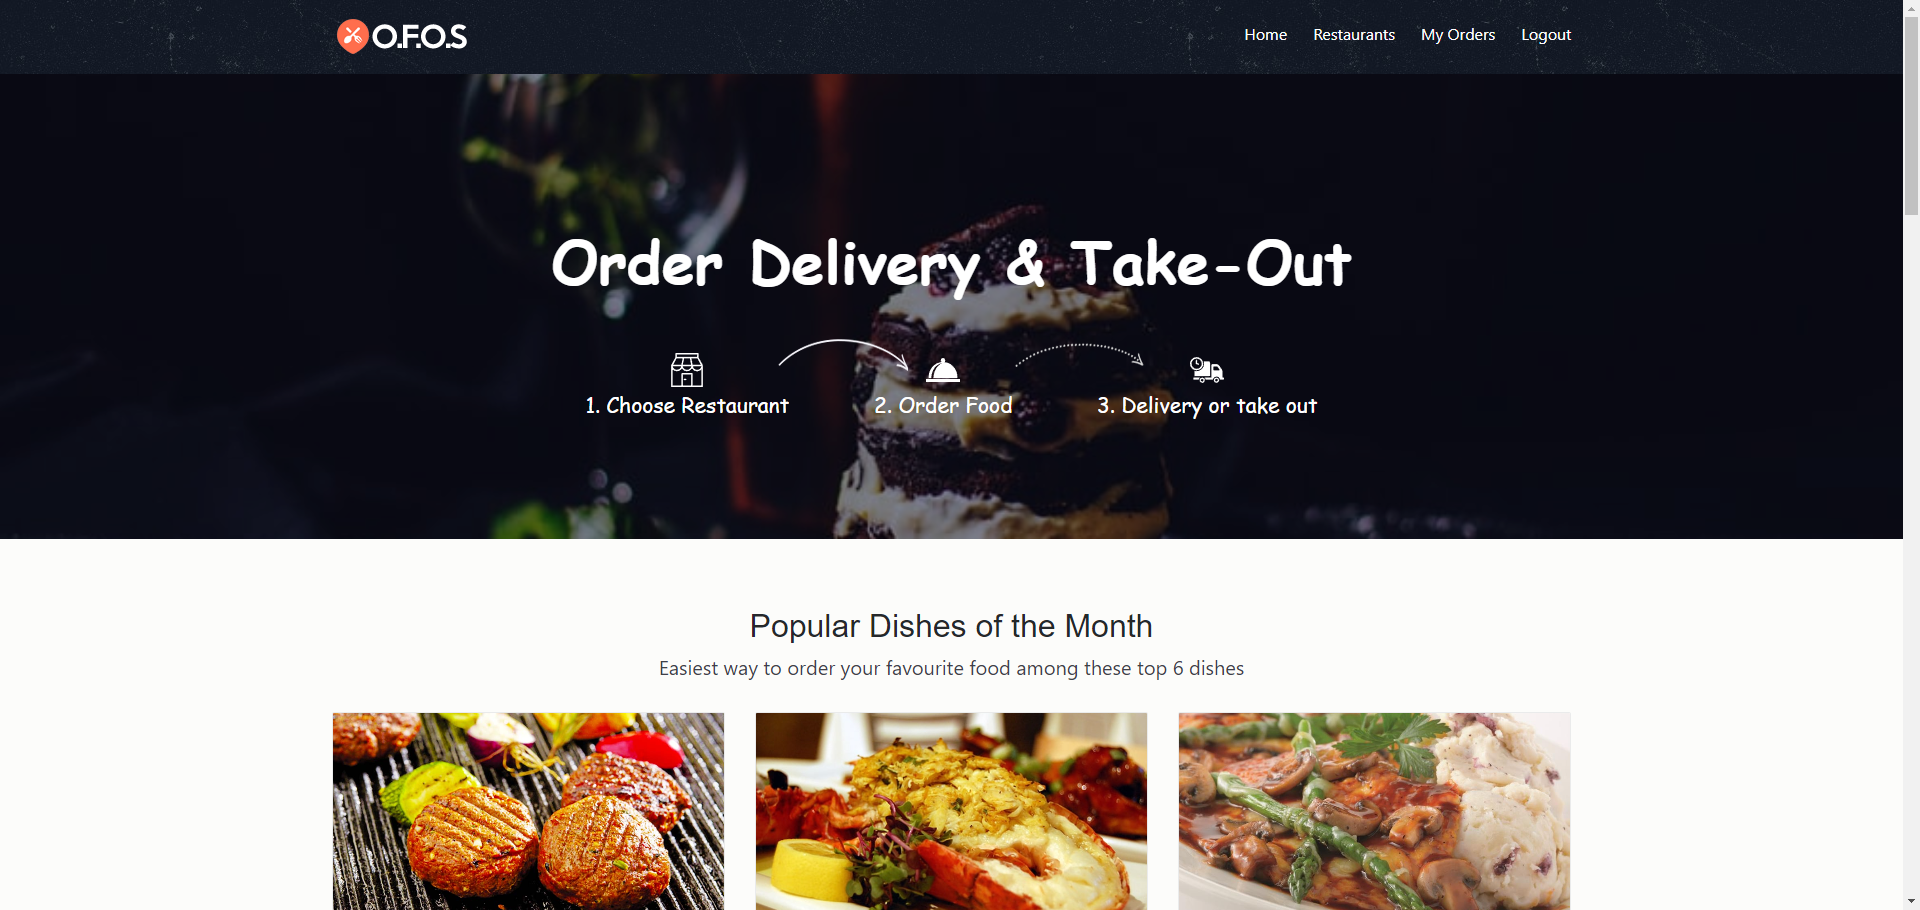 O.F.O.S
Home Restaurants My Orders Logout
Order Delivery & Take-Out
1. Choose Restaurant 2. Order Food 3. Delivery or take out
Popular Dishes of the Month
Easiest way to order your favourite food among these top 6 dishes